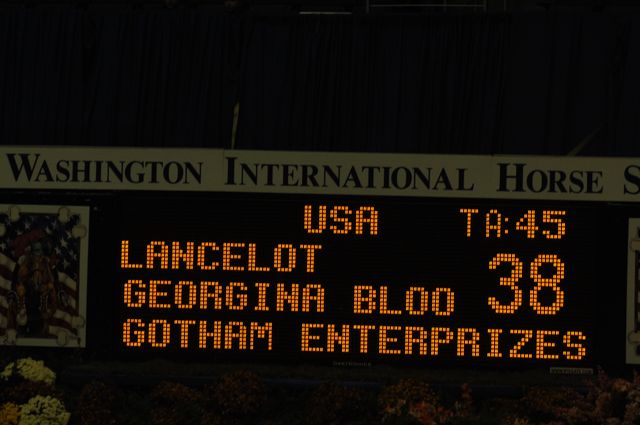 WASHINGTON INTERNATIONAL HORSE S
USA TA:45
LANCELOT
38
GEORGINA BLOO
GOTHAM ENTERPRIZES